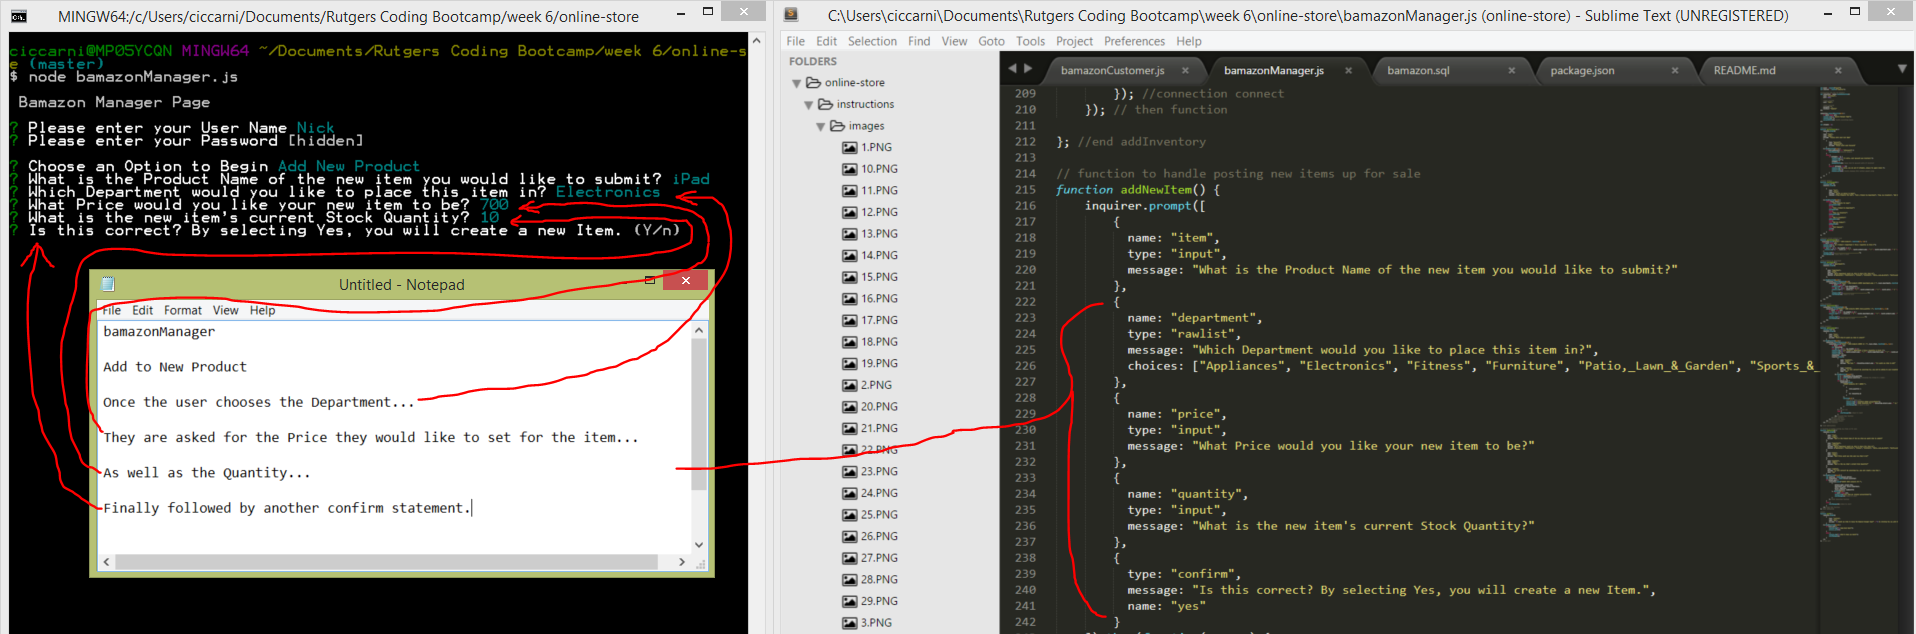 MINGW64:/c/Users/ciccarni/Documents/Rutgers Coding Bootcamp/week 6/online-store
ciccarni@MP05YCQN MINGW64 ~/Documents/Rutgers Coding Bootcamp/week 6/online-s
e (master)
$ node bamazonManager.js
Bamazon Manager Page
? Please enter your User Name Nick
? Please enter your Password [hidden]
? Choose an Option to Begin Add New Product
? What is the Product Name of the new item you would like to submit? iPad
? Which Department would you like to place this item in? Electronics
? What Price would you like your new item to be? 700
? What is the new item's current Stock Quantity? 10
? Is this correct? By selecting Yes, you will create a new Item. (Y/n)
Untitled - Notepad
File Edit Format View Help
bamazonManager
Add to New Product
Once the user chooses the Department...
They are asked for the Price they would like to set for the item...
As well as the Quantity...
Finally followed by another confirm statement.
C:\Users\ciccarni\Documents\Rutgers Coding Bootcamp\week 6\online-store\bamazonManager.js (online-store) - Sublime Text (UNREGISTERED)
File Edit Selection Find View Goto Tools Project Preferences Help
FOLDERS
online-store
instructions
images
1.PNG
10.PNG
11.PNG
12.PNG
13.PNG
14.PNG
15.PNG
16.PNG
17.PNG
18.PNG
19.PNG
2.PNG
20.PNG
21.PNG
22.PNG
23.PNG
24.PNG
25.PNG
26.PNG
27.PNG
28.PNG
29.PNG
3.PNG
bamazonCustomer.js bamazonManager.js bamazon.sql package.json README.md
209 }); //connection connect
210 }); // then function
211
212 }; //end addInventory
213
214 // function to handle posting new items up for sale
215 function addNewItem() {
216 inquirer.prompt([
217 {
218 name: "item",
219 type: "input",
220 message: "What is the Product Name of the new item you would like to submit?"
221 },
222 {
223 name: "department",
224 type: "rawlist",
225 message: "Which Department would you like to place this item in?",
226 choices: ["Appliances", "Electronics", "Fitness", "Furniture", "Patio,_Lawn_&_Garden", "Sports_&_
227 },
228 {
229 name: "price",
230 type: "input",
231 message: "What Price would you like your new item to be?"
232 },
233 {
234 name: "quantity",
235 type: "input",
236 message: "What is the new item's current Stock Quantity?"
237 },
238 {
239 type: "confirm",
240 message: "Is this correct? By selecting Yes, you will create a new Item.",
241 name: "yes"
242 }